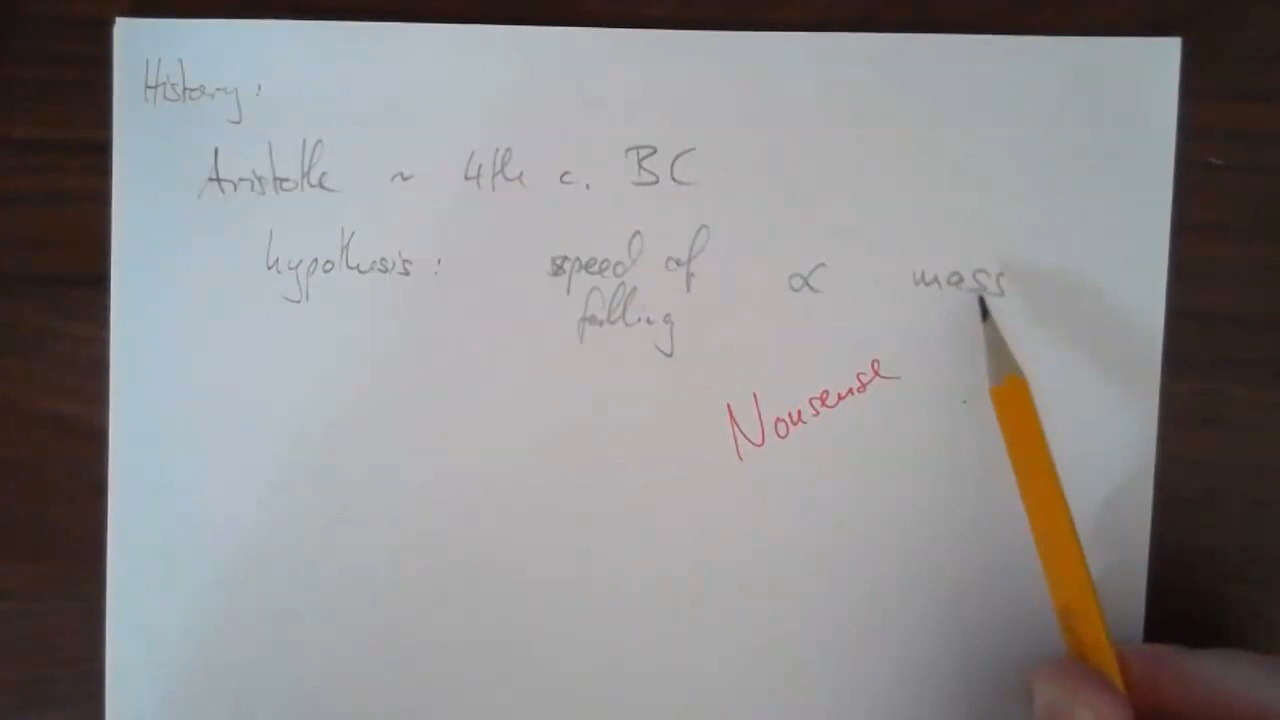 History:
Aristotle ~ 4th c. BC
hypothesis: speed of falling ∝ mass
Nonsense